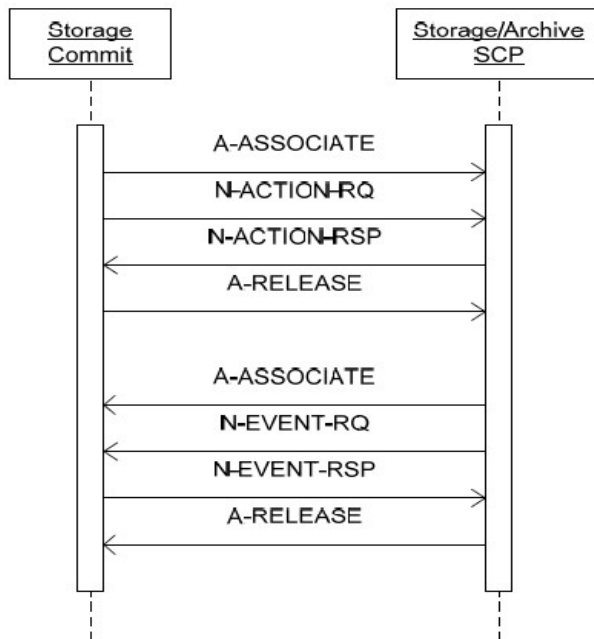 Storage
Commit
Storage/Archive
SCP
A-ASSOCIATE
N-ACTION-RQ
N-ACTION-RSP
A-RELEASE
A-ASSOCIATE
N-EVENT-RQ
N-EVENT-RSP
A-RELEASE